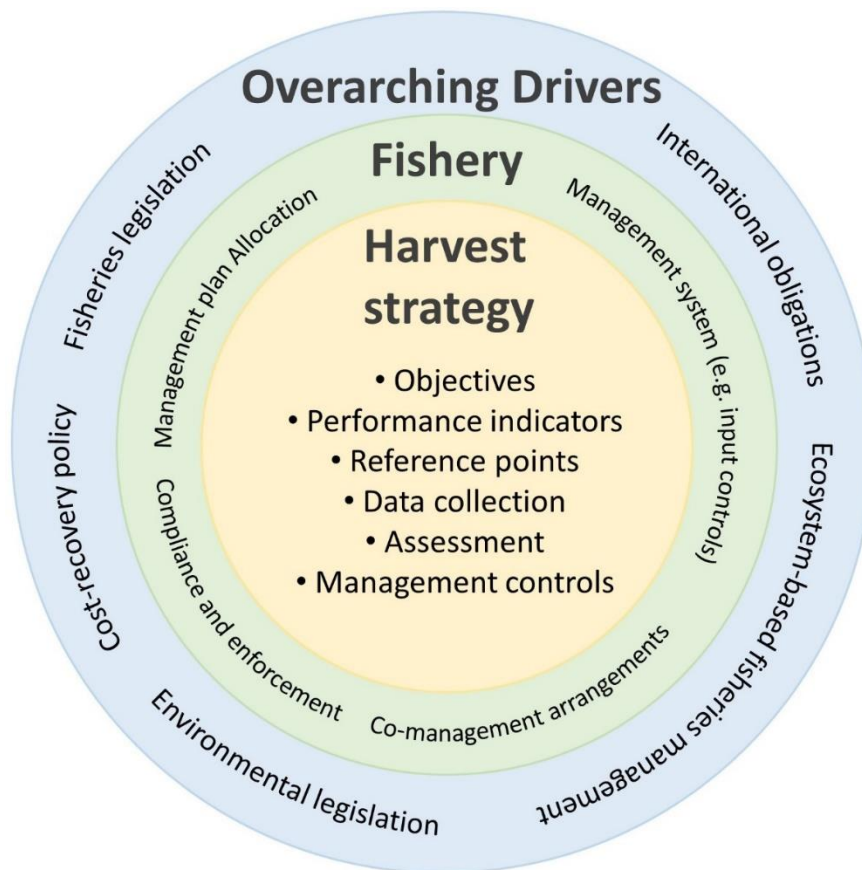 Overarching Drivers
Fisheries legislation
International obligations
Cost-recovery policy
Ecosystem-based fisheries management
Environmental legislation
Fishery
Management plan Allocation
Management system (e.g. input controls)
Compliance and enforcement
Co-management arrangements
Harvest
strategy
• Objectives
• Performance indicators
• Reference points
• Data collection
• Assessment
• Management controls